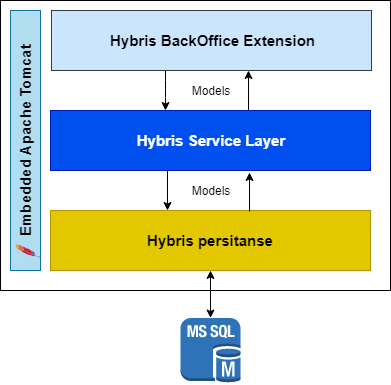 Hybris BackOffice Extension
Models
Hybris Service Layer
Models
Hybris persitanse
Embedded Apache Tomcat
MS SQL
M